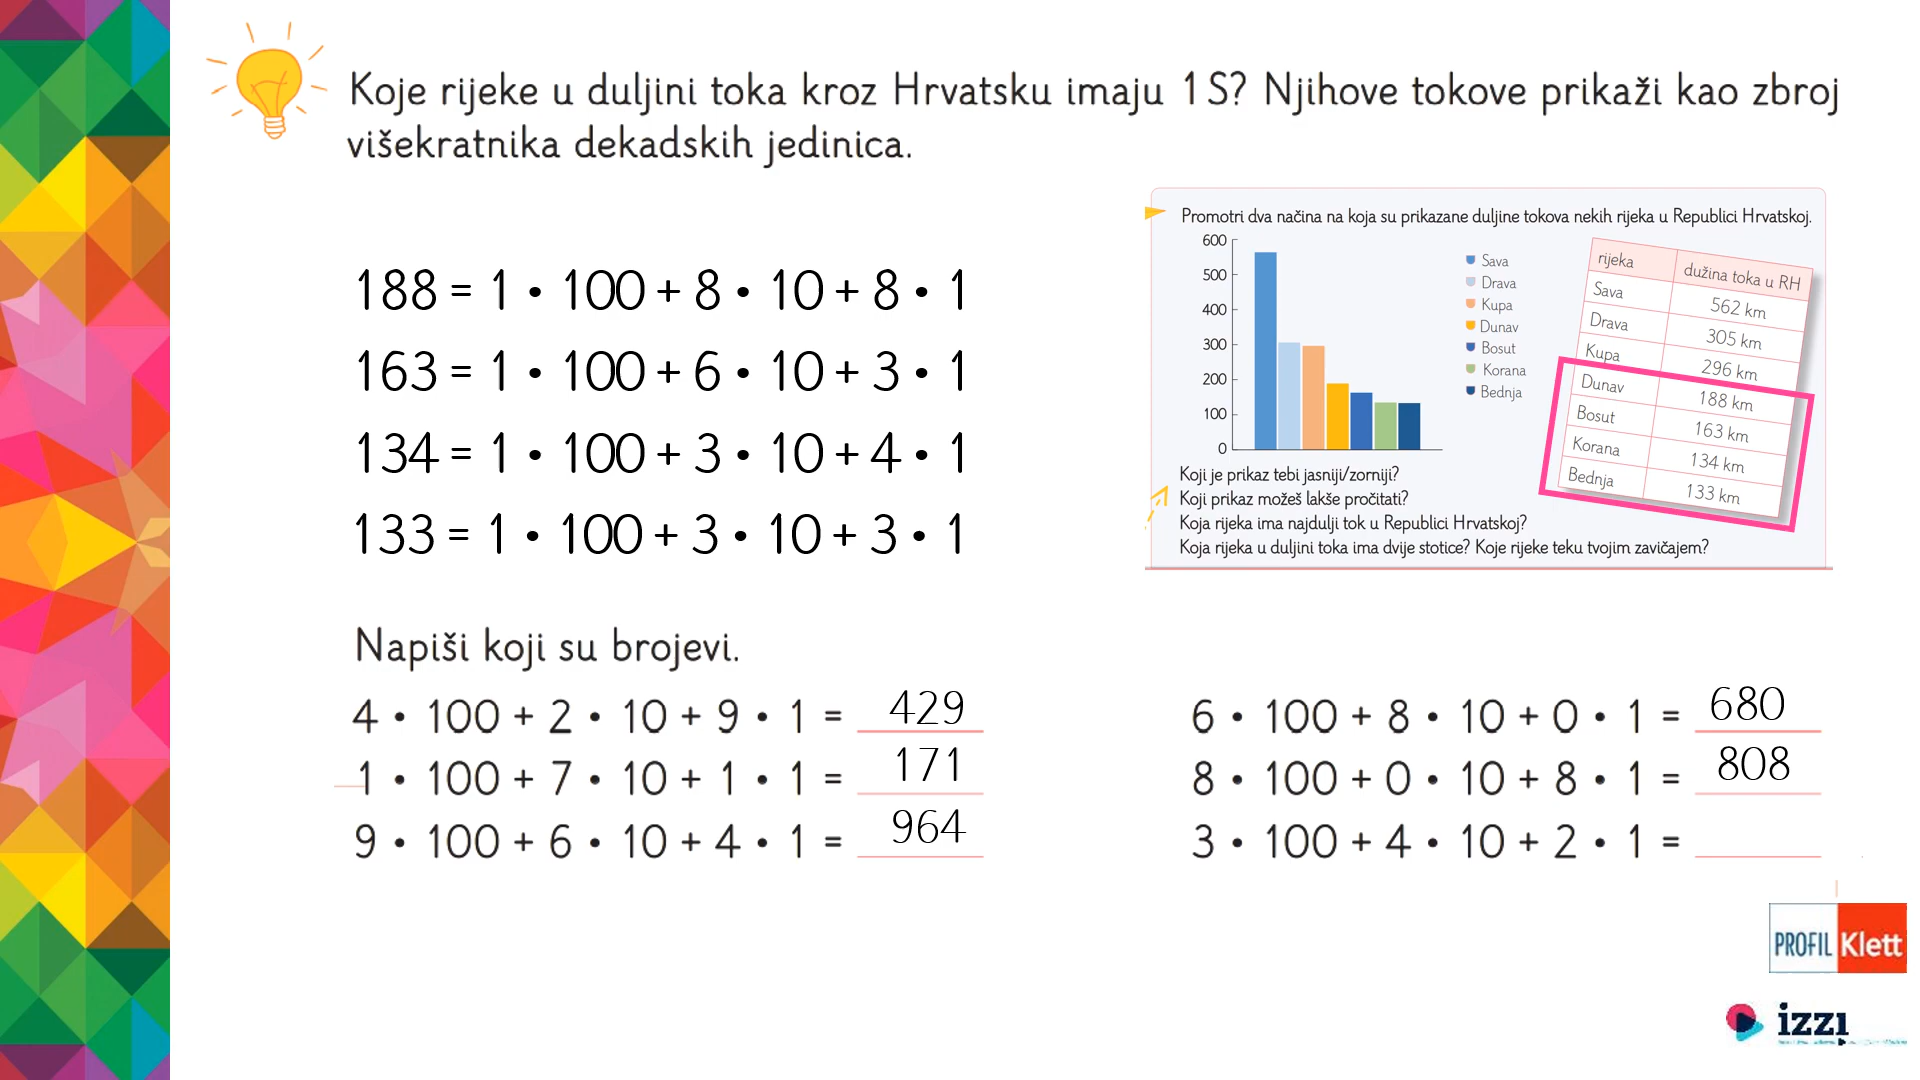 Koje rijeke u duljini toka kroz Hrvatsku imaju 1 S? Njihove tokove prikaži kao zbroj
višekratnika dekadskih jedinica.
188 = 1 • 100 + 8 • 10 + 8 • 1
163 = 1 • 100 + 6 • 10 + 3 • 1
134 = 1 • 100 + 3 • 10 + 4 • 1
133 = 1 • 100 + 3 • 10 + 3 • 1
Promotri dva načina na koja su prikazane duljine tokova nekih rijeka u Republici Hrvatskoj.
600
500
400
300
200
100
0
Sava
Drava
Kupa
Dunav
Bosut
Korana
Bednja
rijeka dužina toka u RH
Sava 562 km
Drava 305 km
Kupa 296 km
Dunav 188 km
Bosut 163 km
Korana 134 km
Bednja 133 km
Koji je prikaz tebi jasniji/zorniji?
Koji prikaz možeš lakše pročitati?
Koja rijeka ima najdulji tok u Republici Hrvatskoj?
Koja rijeka u duljini toka ima dvije stotice? Koje rijeke teku tvojim zavičajem?
Napiši koji su brojevi.
4 • 100 + 2 • 10 + 9 • 1 = 429
1 • 100 + 7 • 10 + 1 • 1 = 171
9 • 100 + 6 • 10 + 4 • 1 = 964
6 • 100 + 8 • 10 + 0 • 1 = 680
8 • 100 + 0 • 10 + 8 • 1 = 808
3 • 100 + 4 • 10 + 2 • 1 =
PROFIL Klett
izzi